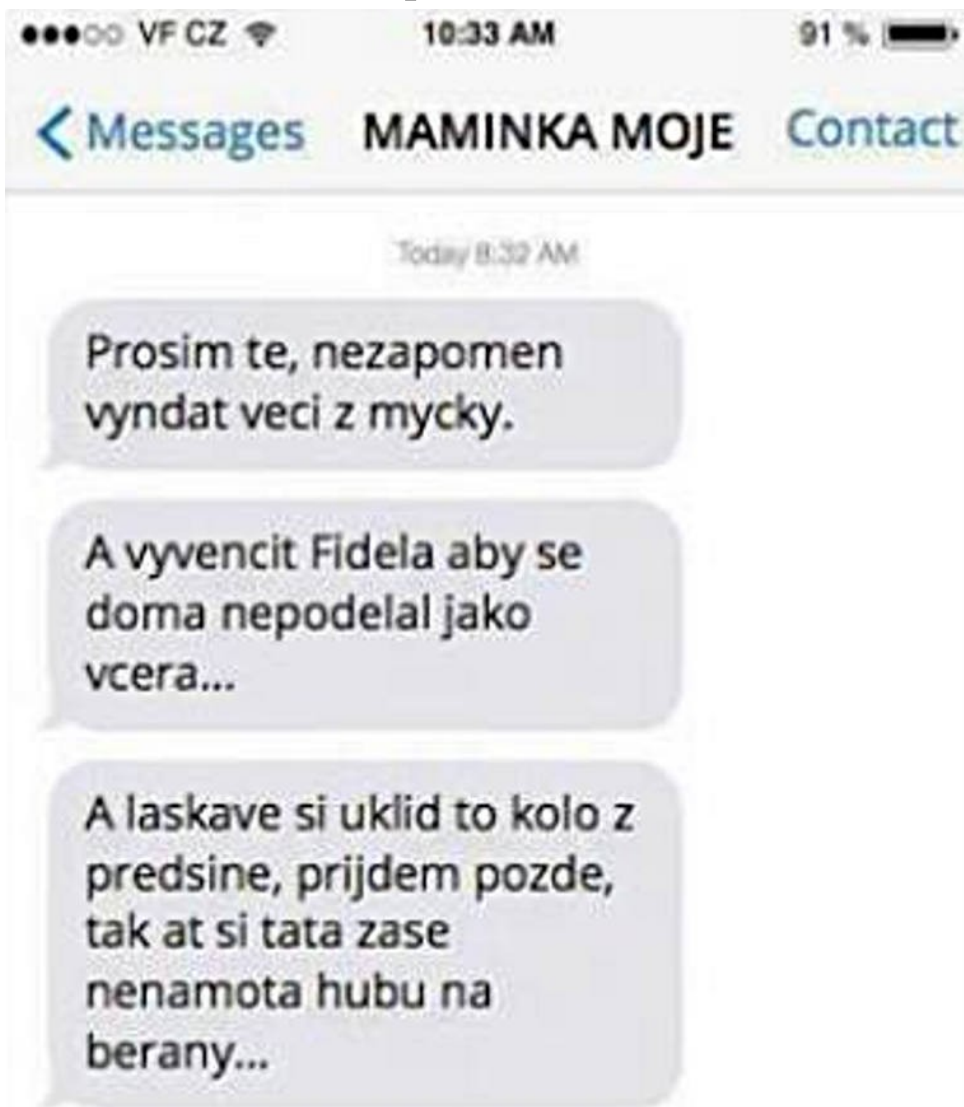 VF CZ 10:33 AM 91 %
Messages MAMINKA MOJE Contact
Today 8:32 AM
Prosim te, nezapomen
vyndat veci z mycky.
A vyvencit Fidela aby se
doma nepodelal jako
vcera...
A laskave si uklid to kolo z
predsine, prijdem pozde,
tak at si tata zase
nenamota hubu na
berany...